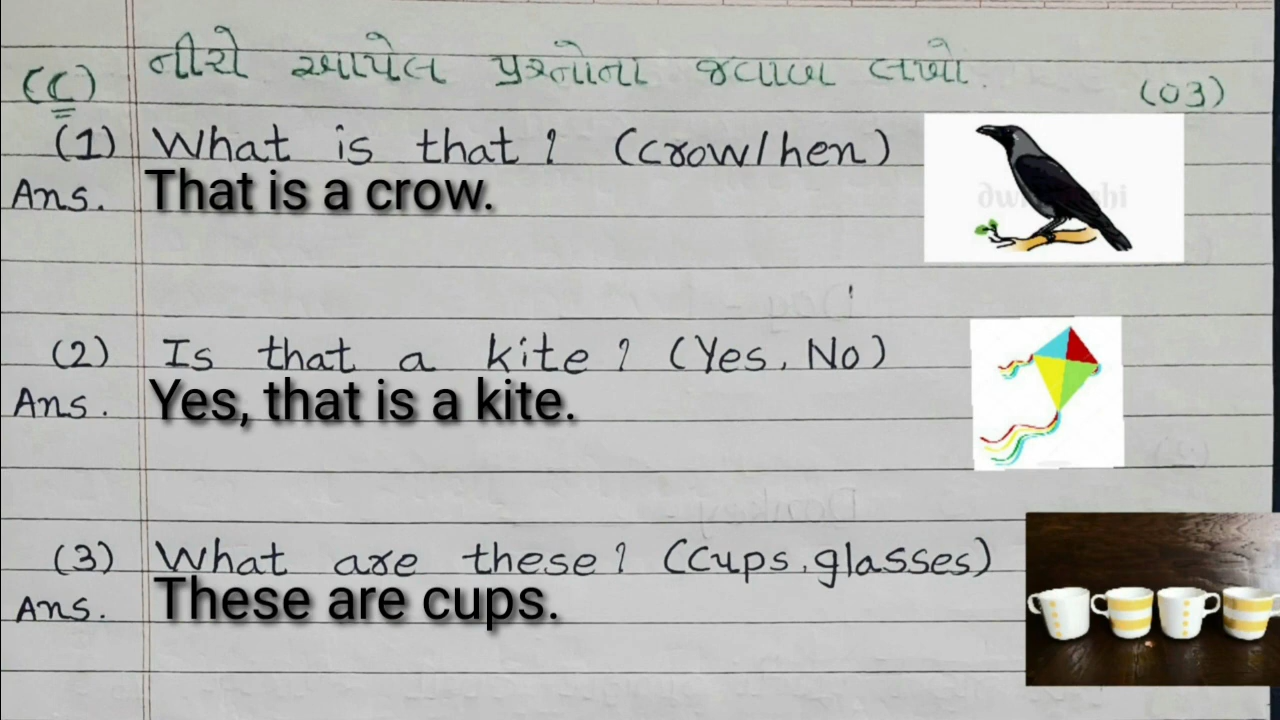 (C) નીચે આપેલ પ્રશ્નોના જવાબ લખો. (03)
(1) What is that? (crow/hen)
Ans. That is a crow.
(2) Is that a kite? (Yes, No)
Ans. Yes, that is a kite.
(3) What are these? (Cups, glasses)
Ans. These are cups.